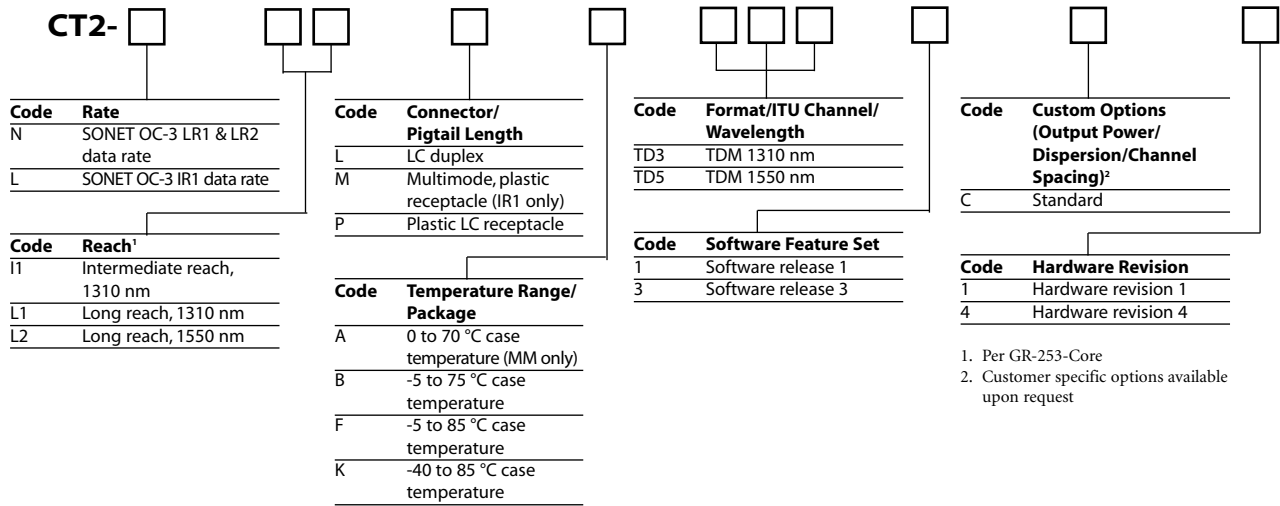 CT2-
Code Rate
N SONET OC-3 LR1 & LR2
data rate
L SONET OC-3 IR1 data rate
Code Reach¹
I1 Intermediate reach,
1310 nm
L1 Long reach, 1310 nm
L2 Long reach, 1550 nm
Code Connector/
Pigtail Length
L LC duplex
M Multimode, plastic
receptacle (IR1 only)
P Plastic LC receptacle
Code Temperature Range/
Package
A 0 to 70 °C case
temperature (MM only)
B -5 to 75 °C case
temperature
F -5 to 85 °C case
temperature
K -40 to 85 °C case
temperature
Code Format/ITU Channel/
Wavelength
TD3 TDM 1310 nm
TD5 TDM 1550 nm
Code Software Feature Set
1 Software release 1
3 Software release 3
Code Custom Options
(Output Power/
Dispersion/Channel
Spacing)²
C Standard
Code Hardware Revision
1 Hardware revision 1
4 Hardware revision 4
1. Per GR-253-Core
2. Customer specific options available
upon request